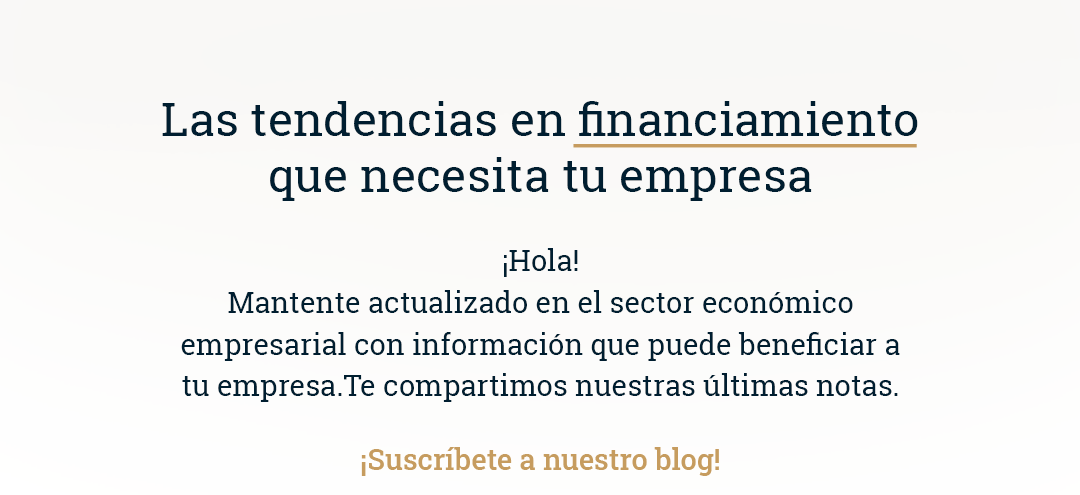 Las tendencias en financiamiento
que necesita tu empresa
¡Hola!
Mantente actualizado en el sector económico
empresarial con información que puede beneficiar a
tu empresa.Te compartimos nuestras últimas notas.
¡Suscríbete a nuestro blog!